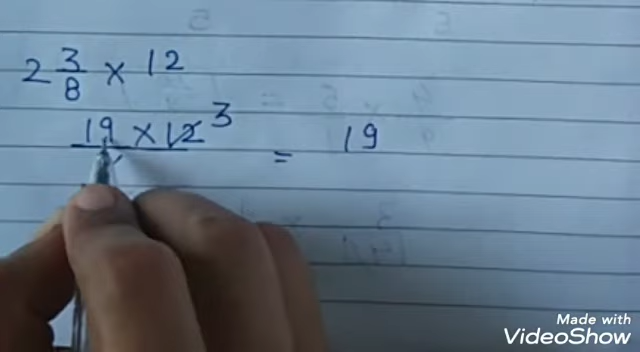 2 3/8 × 12
19 × 12 3 = 19
Made with
VideoShow